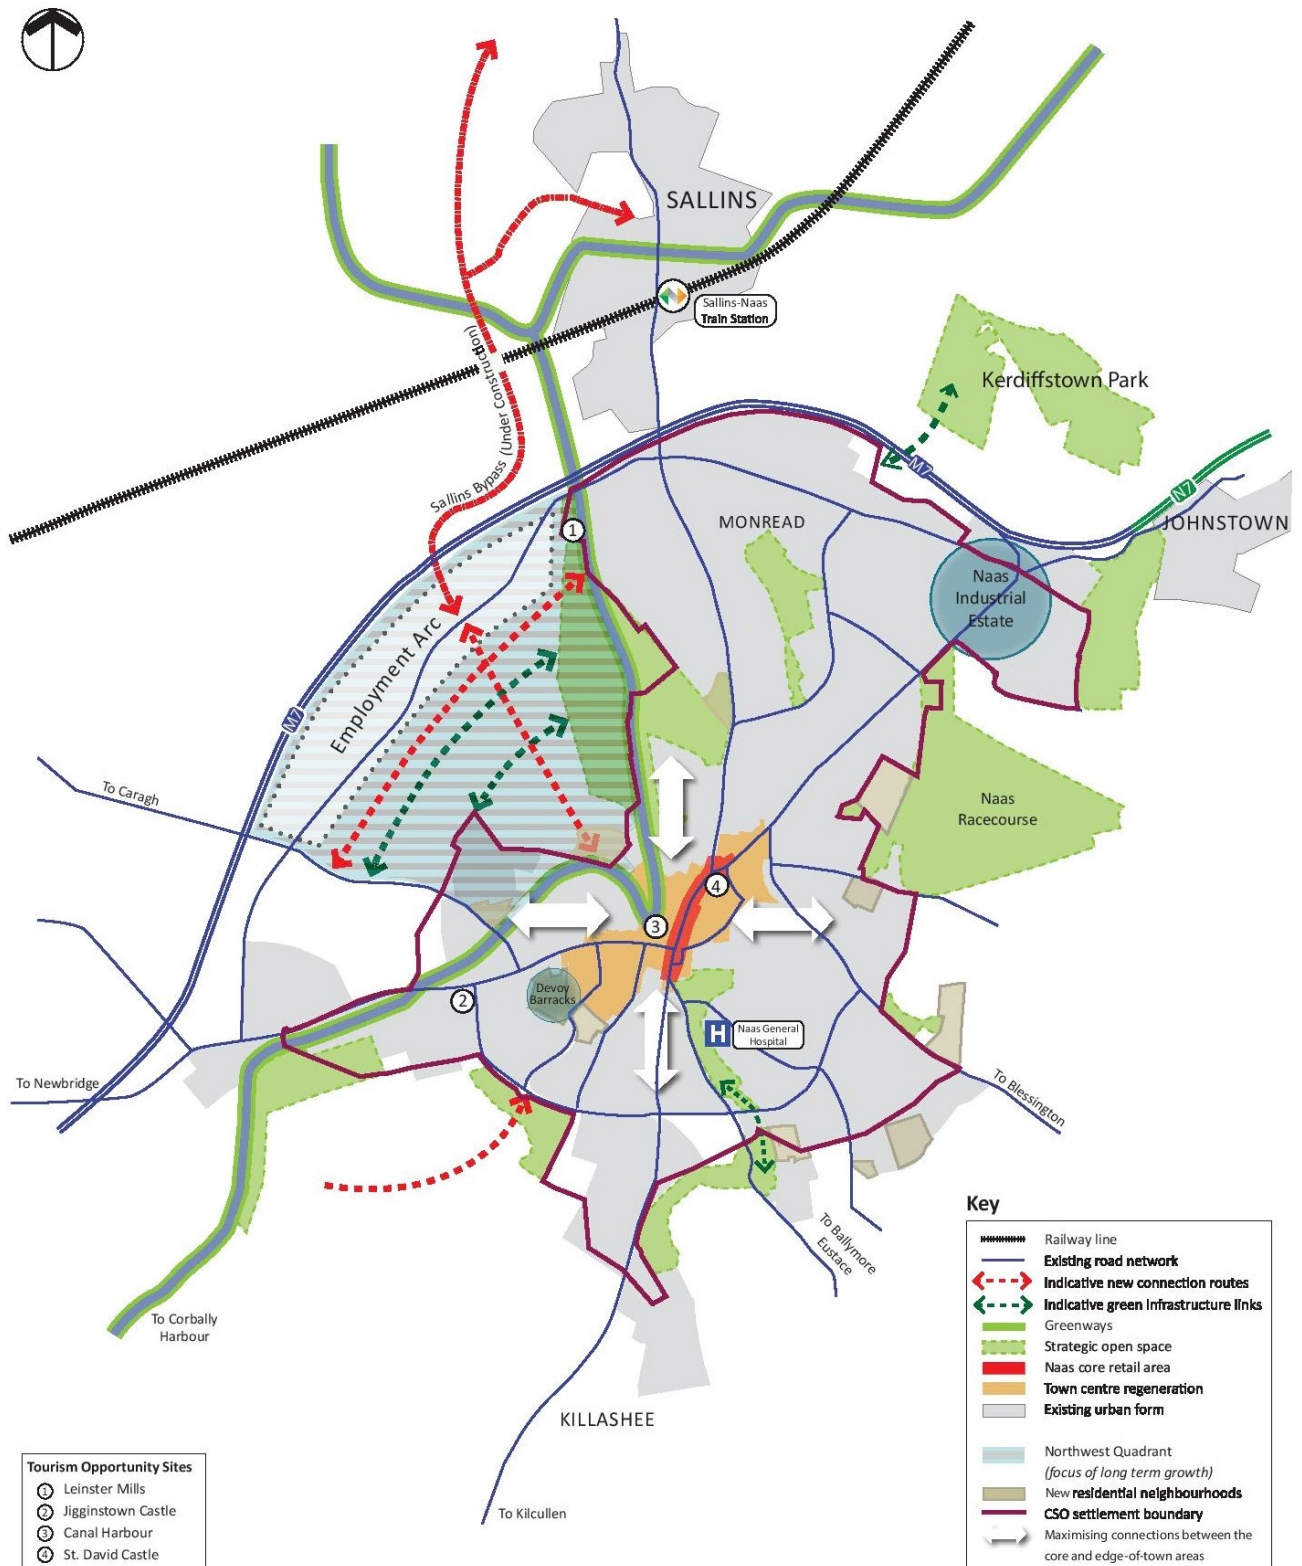 SALLINS
Sallins-Naas
Train Station
Kerdiffstown Park
Sallins Bypass (Under Construction)
M7
N7
JOHNSTOWN
MONREAD
1
Naas
Industrial
Estate
Employment Arc
M7
To Caragh
Naas
Racecourse
4
3
Devoy
Barracks
2
H
Naas General
Hospital
To Newbridge
To Blessington
To Ballymore
Eustace
To Corbally
Harbour
KILLASHEE
To Kilcullen
Key
Railway line
Existing road network
Indicative new connection routes
Indicative green infrastructure links
Greenways
Strategic open space
Naas core retail area
Town centre regeneration
Existing urban form
Northwest Quadrant
(focus of long term growth)
New residential neighbourhoods
CSO settlement boundary
Maximising connections between the
core and edge-of-town areas
Tourism Opportunity Sites
1 Leinster Mills
2 Jigginstown Castle
3 Canal Harbour
4 St. David Castle